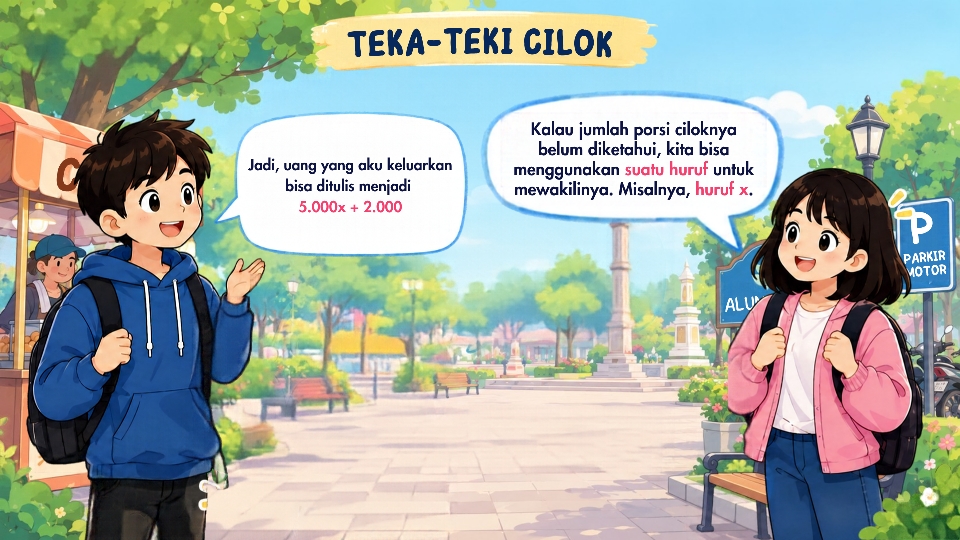 TEKA-TEKI CILOK
Jadi, uang yang aku keluarkan
bisa ditulis menjadi
5.000x + 2.000
Kalau jumlah porsi ciloknya
belum diketahui, kita bisa
menggunakan suatu huruf untuk
mewakilinya. Misalnya, huruf x.
C
ALU
P
PARKIR
MOTOR